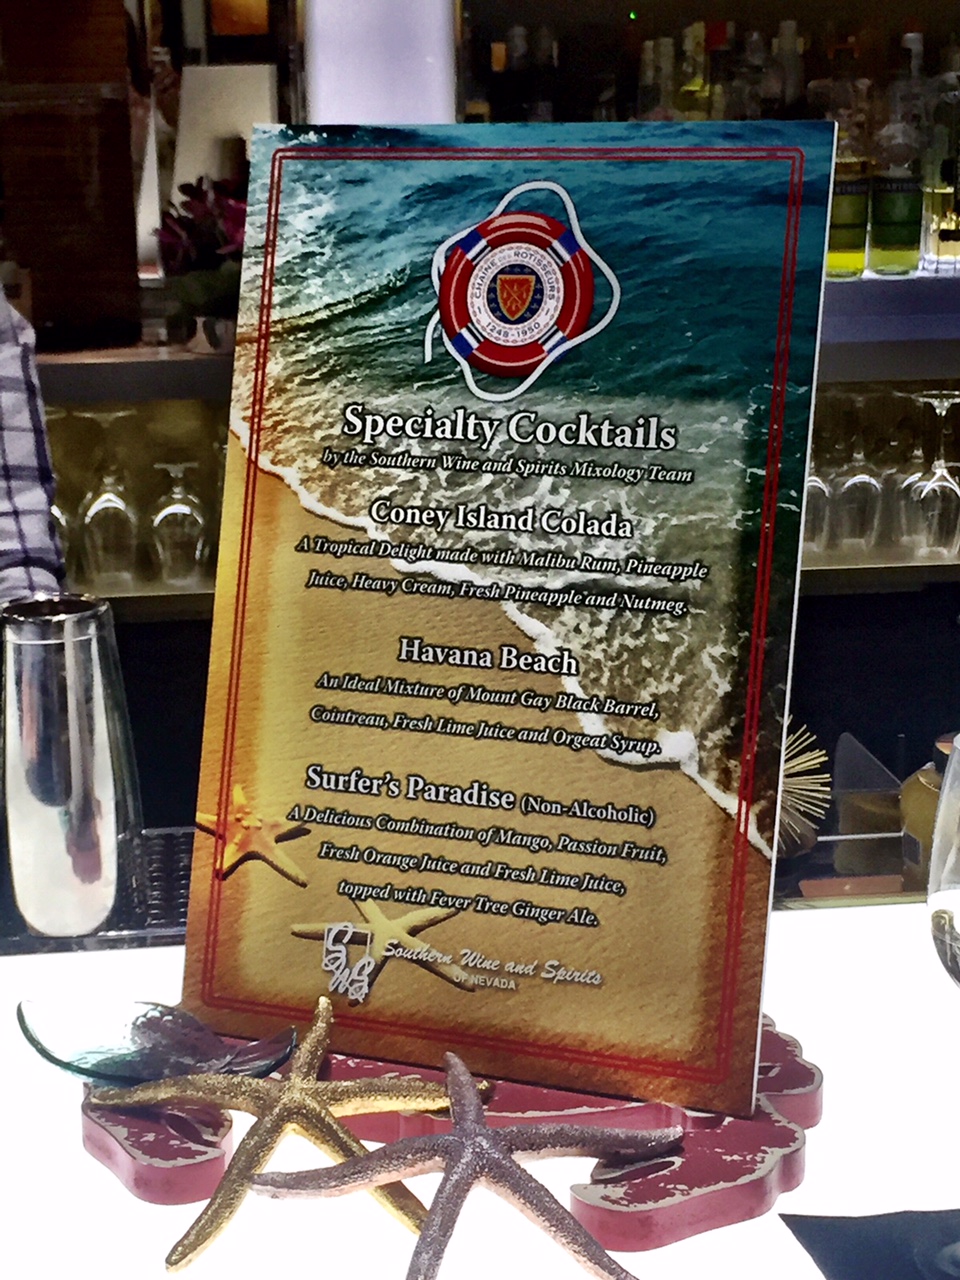 CHAINE DES ROTISSEURS
1248 - 1950
Specialty Cocktails
by the Southern Wine and Spirits Mixology Team
Coney Island Colada
A Tropical Delight made with Malibu Rum, Pineapple
Juice, Heavy Cream, Fresh Pineapple and Nutmeg.
Havana Beach
An Ideal Mixture of Mount Gay Black Barrel,
Cointreau, Fresh Lime Juice and Orgeat Syrup.
Surfer's Paradise (Non-Alcoholic)
A Delicious Combination of Mango, Passion Fruit,
Fresh Orange Juice and Fresh Lime Juice,
topped with Fever Tree Ginger Ale.
SWS
Southern Wine and Spirits
OF NEVADA